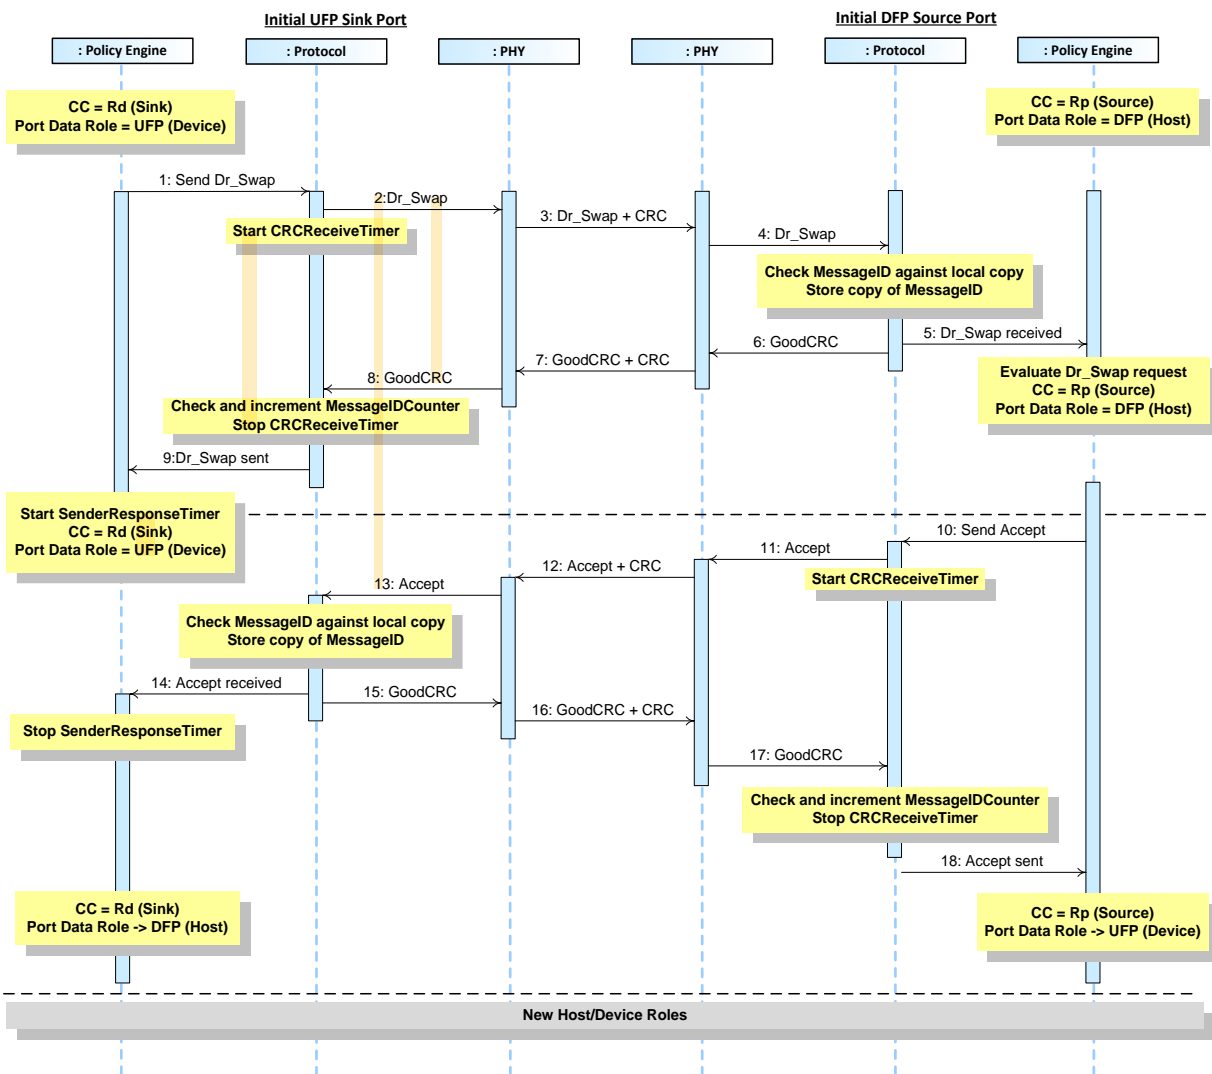 Initial UFP Sink Port
Initial DFP Source Port
: Policy Engine
: Protocol
: PHY
: PHY
: Protocol
: Policy Engine
CC = Rd (Sink)
Port Data Role = UFP (Device)
CC = Rp (Source)
Port Data Role = DFP (Host)
1: Send Dr_Swap
2:Dr_Swap
Start CRCReceiveTimer
3: Dr_Swap + CRC
4: Dr_Swap
Check MessageID against local copy
Store copy of MessageID
5: Dr_Swap received
6: GoodCRC
7: GoodCRC + CRC
8: GoodCRC
Evaluate Dr_Swap request
CC = Rp (Source)
Port Data Role = DFP (Host)
Check and increment MessageIDCounter
Stop CRCReceiveTimer
9:Dr_Swap sent
Start SenderResponseTimer
CC = Rd (Sink)
Port Data Role = UFP (Device)
10: Send Accept
11: Accept
Start CRCReceiveTimer
12: Accept + CRC
13: Accept
Check MessageID against local copy
Store copy of MessageID
14: Accept received
15: GoodCRC
16: GoodCRC + CRC
Stop SenderResponseTimer
17: GoodCRC
Check and increment MessageIDCounter
Stop CRCReceiveTimer
18: Accept sent
CC = Rd (Sink)
Port Data Role -> DFP (Host)
CC = Rp (Source)
Port Data Role -> UFP (Device)
New Host/Device Roles